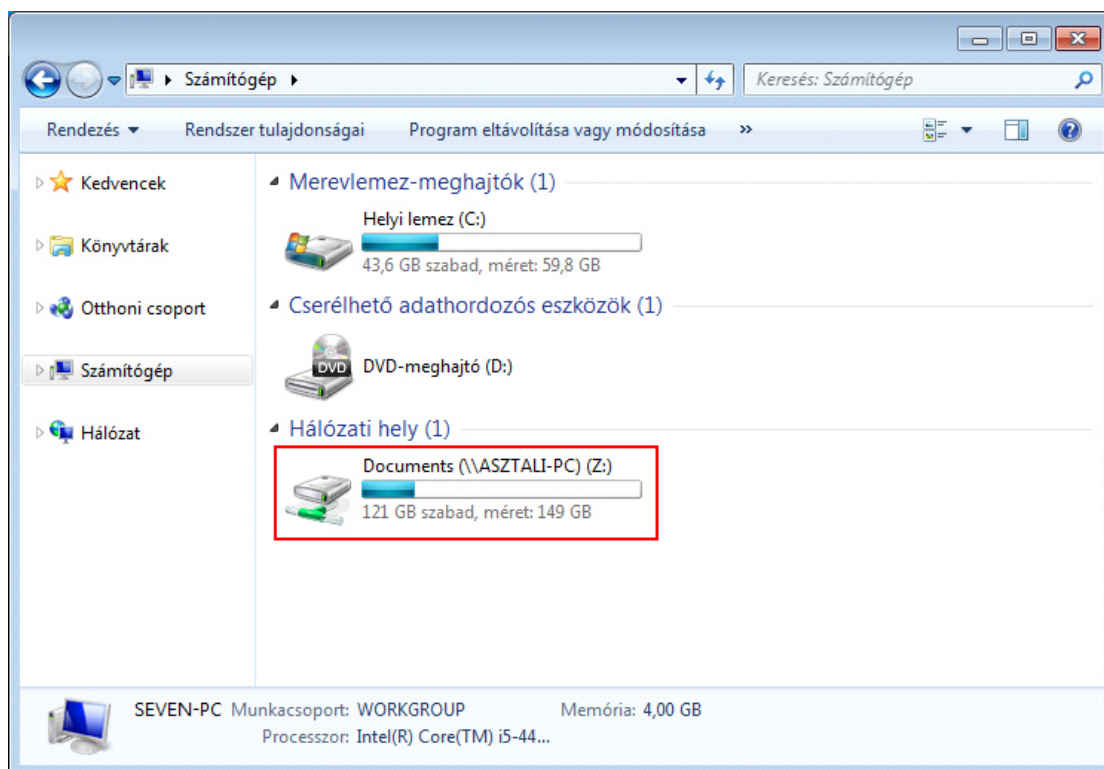 Számítógép
Keresés: Számítógép
Rendezés Rendszer tulajdonságai Program eltávolítása vagy módosítása »
Kedvencek
Könyvtárak
Otthoni csoport
Számítógép
Hálózat
Merevlemez-meghajtók (1)
Helyi lemez (C:)
43,6 GB szabad, méret: 59,8 GB
Cserélhető adathordozós eszközök (1)
DVD
DVD-meghajtó (D:)
Hálózati hely (1)
Documents (\\ASZTALI-PC) (Z:)
121 GB szabad, méret: 149 GB
SEVEN-PC Munkacsoport: WORKGROUP Memória: 4,00 GB
Processzor: Intel(R) Core(TM) i5-44...